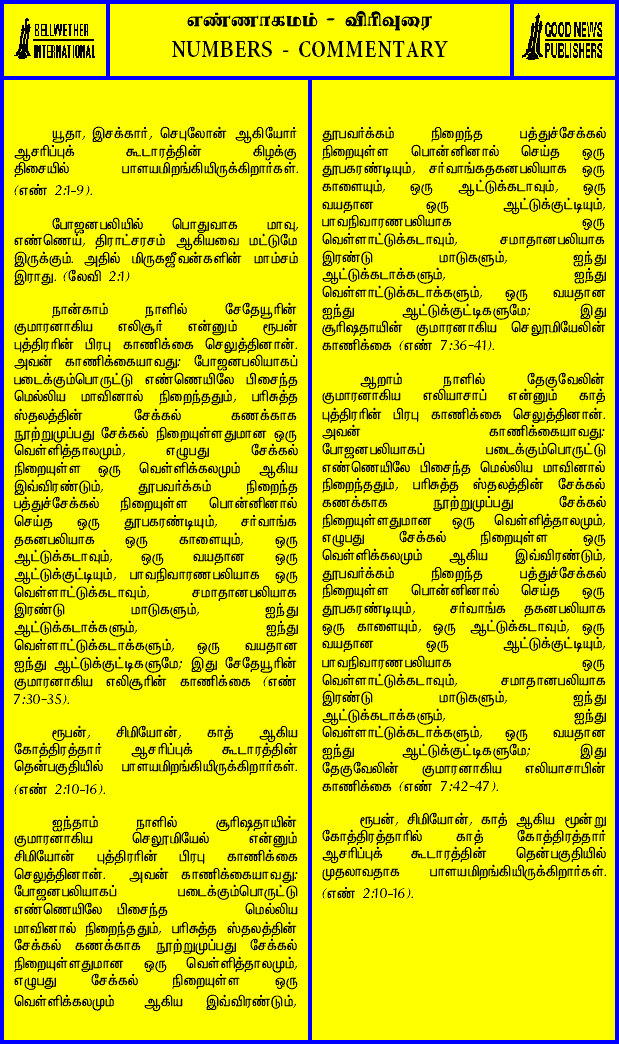 BELLWETHER
INTERNATIONAL
எண்ணாகமம் - விரிவுரை
NUMBERS - COMMENTARY
GOOD NEWS
PUBLISHERS
யூதா, இசக்கார், செபுலோன் ஆகியோர்
ஆசரிப்புக் கூடாரத்தின் கிழக்கு
திசையில் பாளயமிறங்கியிருக்கிறார்கள்.
(எண் 2:1-9).
போஜனபலியில் பொதுவாக மாவு,
எண்ணெய், திராட்சரசம் ஆகியவை மட்டுமே
இருக்கும். அதில் மிருகஜீவன்களின் மாம்சம்
இராது. (லேவி 2:1)
நான்காம் நாளில் சேதேயூரின்
குமாரனாகிய எலிசூர் என்னும் ரூபன்
புத்திரரின் பிரபு காணிக்கை செலுத்தினான்.
அவன் காணிக்கையாவது: போஜனபலியாகப்
படைக்கும்பொருட்டு எண்ணெயிலே பிசைந்த
மெல்லிய மாவினால் நிறைந்ததும், பரிசுத்த
ஸ்தலத்தின் சேக்கல் கணக்காக
நூற்றுமுப்பது சேக்கல் நிறையுள்ளதுமான ஒரு
வெள்ளித்தாலமும், எழுபது சேக்கல்
நிறையுள்ள ஒரு வெள்ளிக்கலமும் ஆகிய
இவ்விரண்டும், தூபவர்க்கம் நிறைந்த
பத்துச்சேக்கல் நிறையுள்ள பொன்னினால்
செய்த ஒரு தூபகரண்டியும், சர்வாங்க
தகனபலியாக ஒரு காளையும், ஒரு
ஆட்டுக்கடாவும், ஒரு வயதான ஒரு
ஆட்டுக்குட்டியும், பாவநிவாரணபலியாக ஒரு
வெள்ளாட்டுக்கடாவும், சமாதானபலியாக
இரண்டு மாடுகளும், ஐந்து
ஆட்டுக்கடாக்களும், ஐந்து
வெள்ளாட்டுக்கடாக்களும், ஒரு வயதான
ஐந்து ஆட்டுக்குட்டிகளுமே; இது சேதேயூரின்
குமாரனாகிய எலிசூரின் காணிக்கை (எண்
7:30-35).
ரூபன், சிமியோன், காத் ஆகிய
கோத்திரத்தார் ஆசரிப்புக் கூடாரத்தின்
தென்பகுதியில் பாளயமிறங்கியிருக்கிறார்கள்.
(எண் 2:10-16).
ஐந்தாம் நாளில் சூரிஷதாயின்
குமாரனாகிய செலூமியேல் என்னும்
சிமியோன் புத்திரரின் பிரபு காணிக்கை
செலுத்தினான். அவன் காணிக்கையாவது:
போஜனபலியாகப் படைக்கும்பொருட்டு
எண்ணெயிலே பிசைந்த மெல்லிய
மாவினால் நிறைந்ததும், பரிசுத்த ஸ்தலத்தின்
சேக்கல் கணக்காக நூற்றுமுப்பது சேக்கல்
நிறையுள்ளதுமான ஒரு வெள்ளித்தாலமும்,
எழுபது சேக்கல் நிறையுள்ள ஒரு
வெள்ளிக்கலமும் ஆகிய இவ்விரண்டும்,
தூபவர்க்கம் நிறைந்த பத்துச்சேக்கல்
நிறையுள்ள பொன்னினால் செய்த ஒரு
தூபகரண்டியும், சர்வாங்கதகனபலியாக ஒரு
காளையும், ஒரு ஆட்டுக்கடாவும், ஒரு
வயதான ஒரு ஆட்டுக்குட்டியும்,
பாவநிவாரணபலியாக ஒரு
வெள்ளாட்டுக்கடாவும், சமாதானபலியாக
இரண்டு மாடுகளும், ஐந்து
ஆட்டுக்கடாக்களும், ஐந்து
வெள்ளாட்டுக்கடாக்களும், ஒரு வயதான
ஐந்து ஆட்டுக்குட்டிகளுமே; இது
சூரிஷதாயின் குமாரனாகிய செலூமியேலின்
காணிக்கை (எண் 7:36-41).
ஆறாம் நாளில் தேகுவேலின்
குமாரனாகிய எலியாசாப் என்னும் காத்
புத்திரரின் பிரபு காணிக்கை செலுத்தினான்.
அவன் காணிக்கையாவது:
போஜனபலியாகப் படைக்கும்பொருட்டு
எண்ணெயிலே பிசைந்த மெல்லிய மாவினால்
நிறைந்ததும், பரிசுத்த ஸ்தலத்தின் சேக்கல்
கணக்காக நூற்றுமுப்பது சேக்கல்
நிறையுள்ளதுமான ஒரு வெள்ளித்தாலமும்,
எழுபது சேக்கல் நிறையுள்ள ஒரு
வெள்ளிக்கலமும் ஆகிய இவ்விரண்டும்,
தூபவர்க்கம் நிறைந்த பத்துச்சேக்கல்
நிறையுள்ள பொன்னினால் செய்த ஒரு
தூபகரண்டியும், சர்வாங்க தகனபலியாக
ஒரு காளையும், ஒரு ஆட்டுக்கடாவும், ஒரு
வயதான ஒரு ஆட்டுக்குட்டியும்,
பாவநிவாரணபலியாக ஒரு
வெள்ளாட்டுக்கடாவும், சமாதானபலியாக
இரண்டு மாடுகளும், ஐந்து
ஆட்டுக்கடாக்களும், ஐந்து
வெள்ளாட்டுக்கடாக்களும், ஒரு வயதான
ஐந்து ஆட்டுக்குட்டிகளுமே; இது
தேகுவேலின் குமாரனாகிய எலியாசாபின்
காணிக்கை (எண் 7:42-47).
ரூபன், சிமியோன், காத் ஆகிய மூன்று
கோத்திரத்தாரில் காத் கோத்திரத்தார்
ஆசரிப்புக் கூடாரத்தின் தென்பகுதியில்
முதலாவதாக பாளயமிறங்கியிருக்கிறார்கள்.
(எண் 2:10-16).